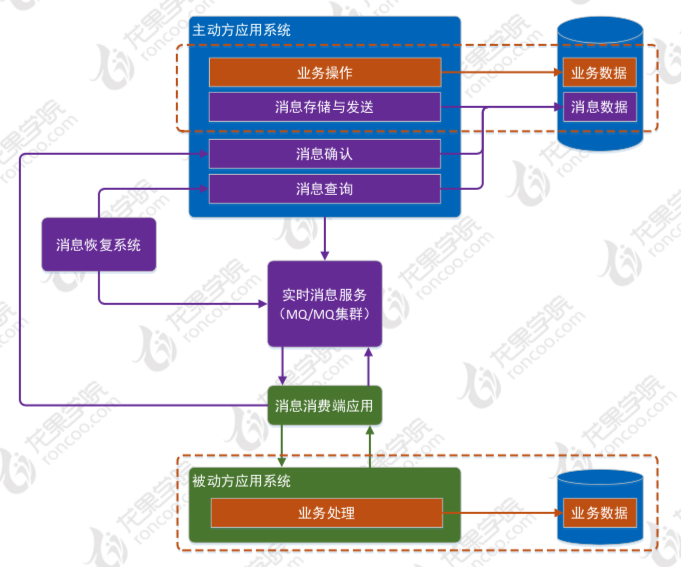 主动方应用系统
业务操作
业务数据
消息存储与发送
消息数据
消息确认
消息查询
消息恢复系统
实时消息服务
（MQ/MQ集群）
消息消费端应用
被动方应用系统
业务处理
业务数据
龙果学院
roncoo.com